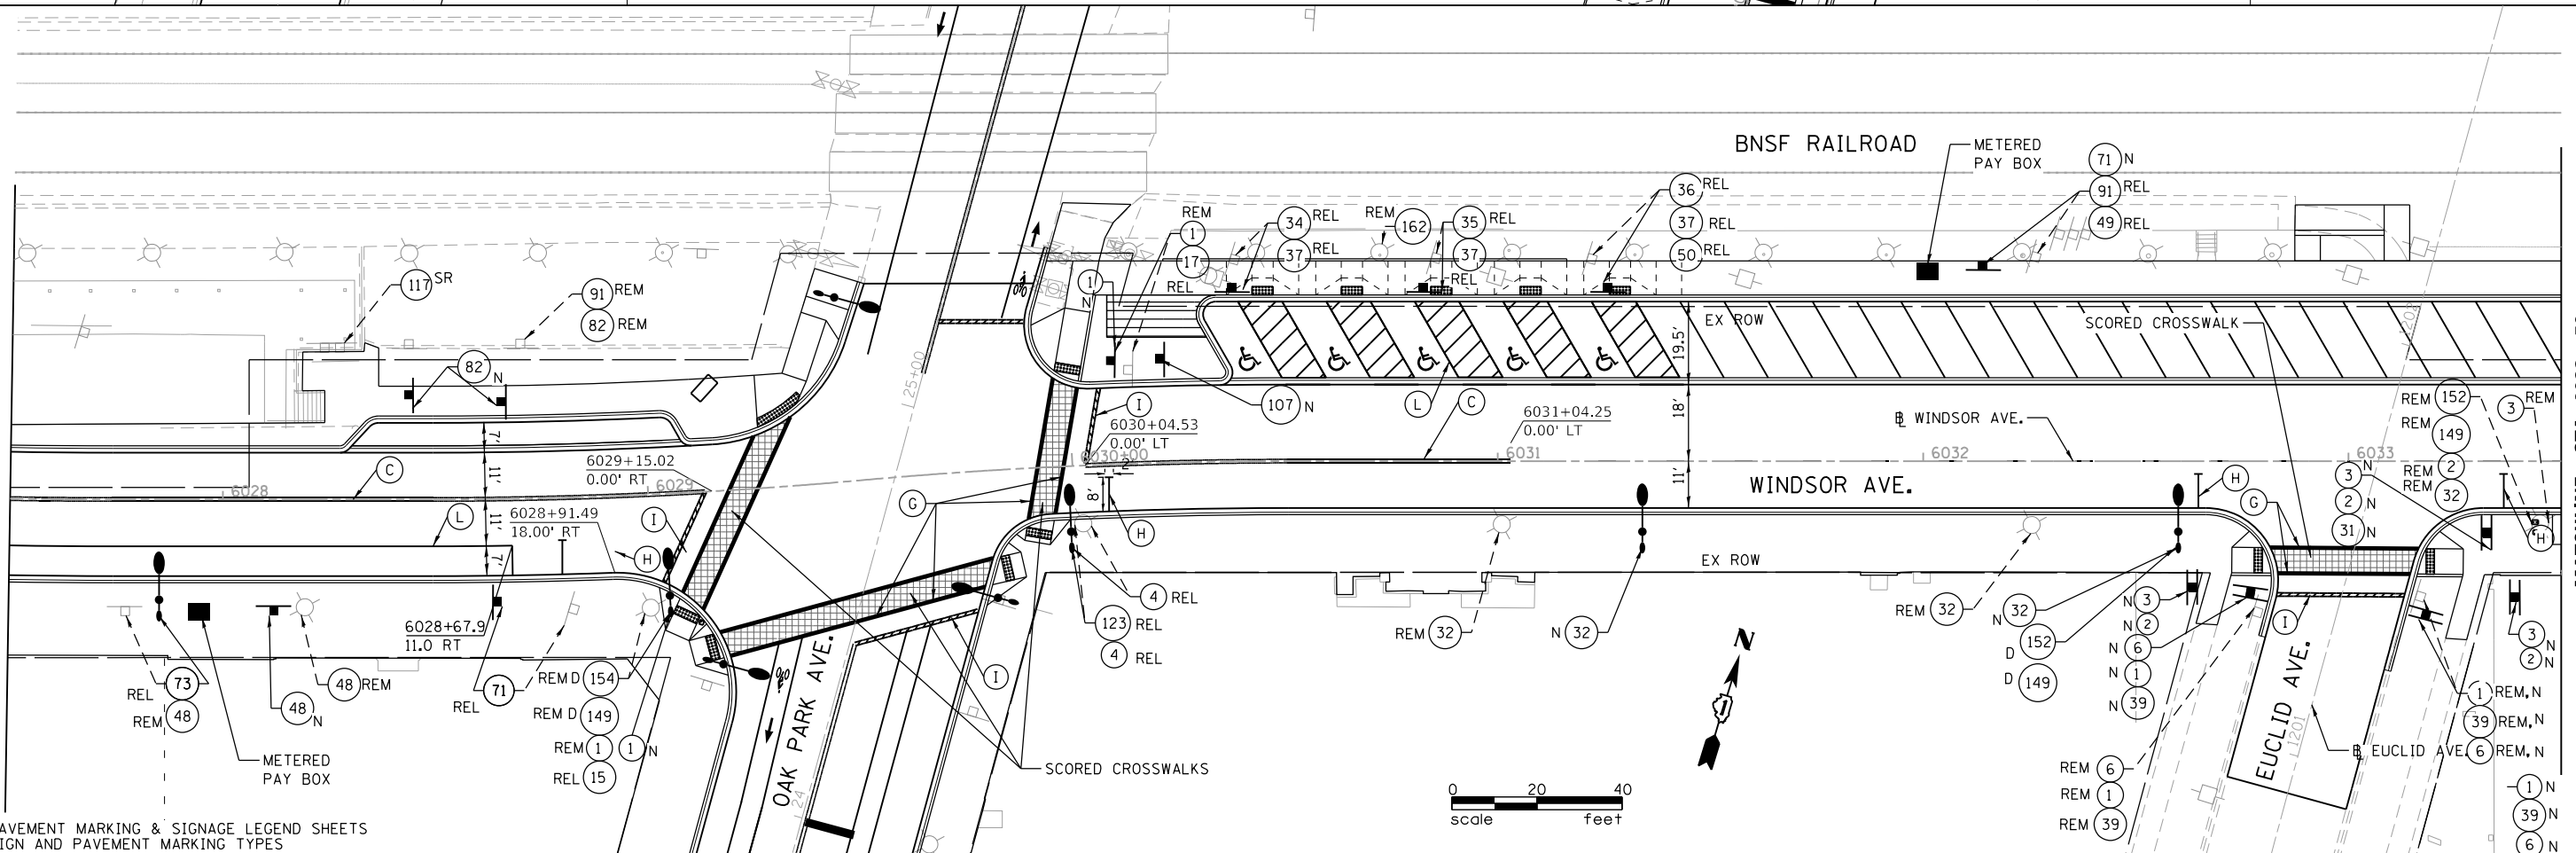 BNSF RAILROAD
METERED
PAY BOX
71 N
91 REL
49 REL
36 REL
37 REL
50 REL
REM
1
17
REL
34 REL
37 REL
REM
162
35 REL
37
REL
117 SR
91 REM
82 REM
82 N
1
N
107 N
EX ROW
19.5'
18'
11'
SCORED CROSSWALK
1202
L
C
I
6030+04.53
0.00' LT
6031+04.25
0.00' LT
℄ WINDSOR AVE.
REM 152
REM 149
REM 2
REM 32
3 REM
L25+00
7'
11'
11'
7'
C
L
6028
6029
6030+00
6031
6032
6033
6029+15.02
0.00' RT
6028+91.49
18.00' RT
2'
8'
WINDSOR AVE.
I
H
G
H
H
G
H
3 N
2 N
31 N
EX ROW
4 REL
123 REL
4 REL
REM 32
N 32
REM 32
N 32
D 152
D 149
N 3
N 2
N 6
N 1
N 39
I
3
2 N
6028+67.9
11.0 RT
REL 73
REM 48
48 N
48 REM
71
REL
REM D 154
REM D 149
REM 1 1 N
REL 15
I
OAK PARK AVE.
24
SCORED CROSSWALKS
METERED
PAY BOX
N
1
0 20 40
scale feet
EUCLID AVE.
1201
℄ EUCLID AVE.
1 REM, N
39 REM, N
6 REM, N
REM 6
REM 1
REM 39
1 N
39 N
6 N
AVEMENT MARKING & SIGNAGE LEGEND SHEETS
IGN AND PAVEMENT MARKING TYPES